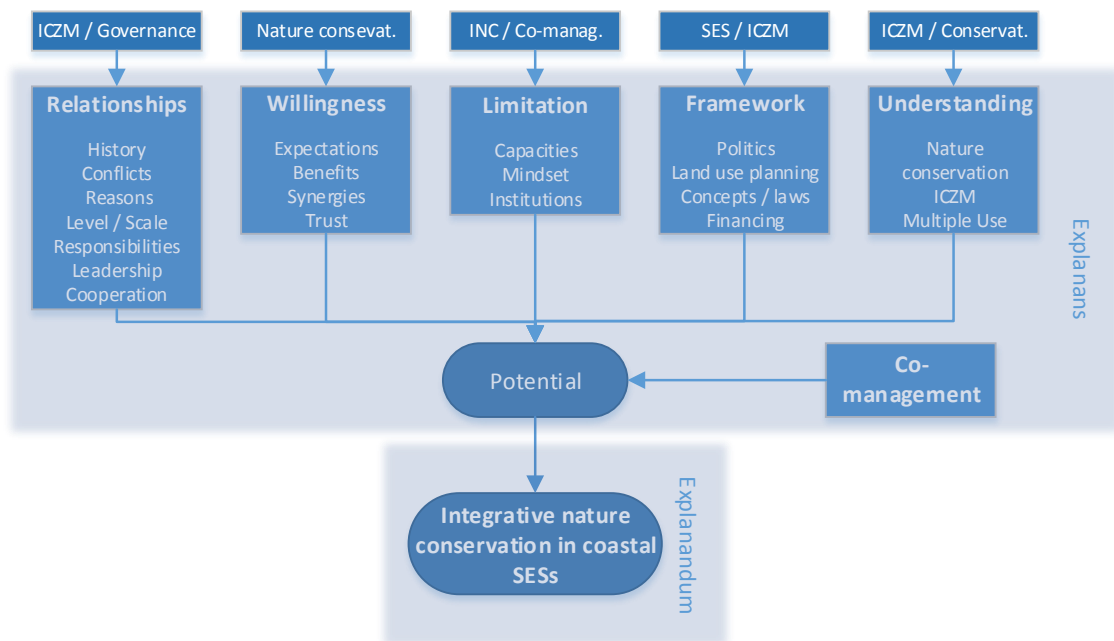 ICZM / Governance
Nature consevat.
INC / Co-manag.
SES / ICZM
ICZM / Conservat.
Relationships
History
Conflicts
Reasons
Level / Scale
Responsibilities
Leadership
Cooperation
Willingness
Expectations
Benefits
Synergies
Trust
Limitation
Capacities
Mindset
Institutions
Framework
Politics
Land use planning
Concepts / laws
Financing
Understanding
Nature
conservation
ICZM
Multiple Use
Explanans
Potential
Co-
management
Integrative nature
conservation in coastal
SESs
Explanandum